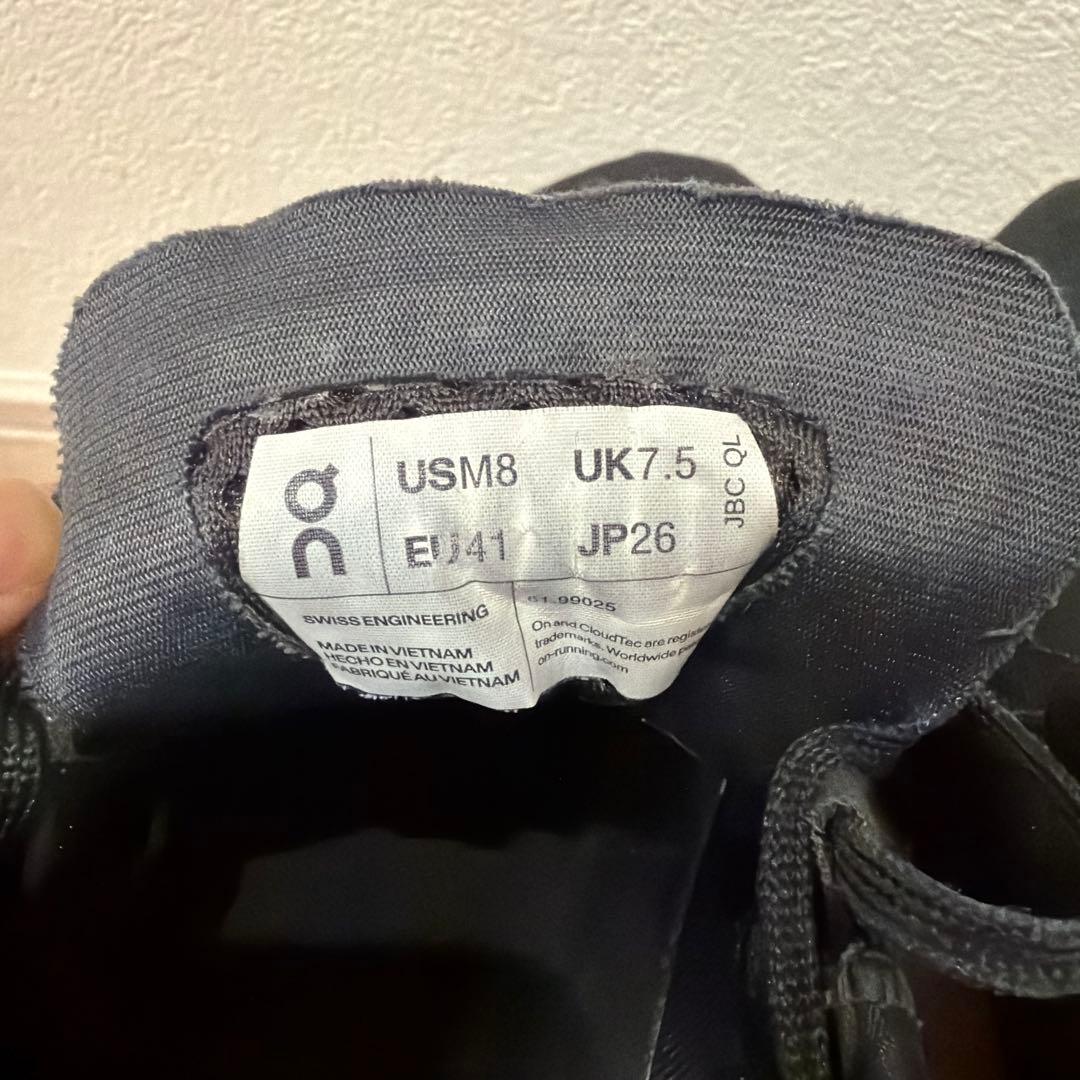 USM8 UK7.5
EU41 JP26
JBC QL
SWISS ENGINEERING
MADE IN VIETNAM
HECHO EN VIETNAM
FABRIQUÉ AU VIETNAM
61.99025
On and CloudTec are
trademarks. Worldwide
on-running.com